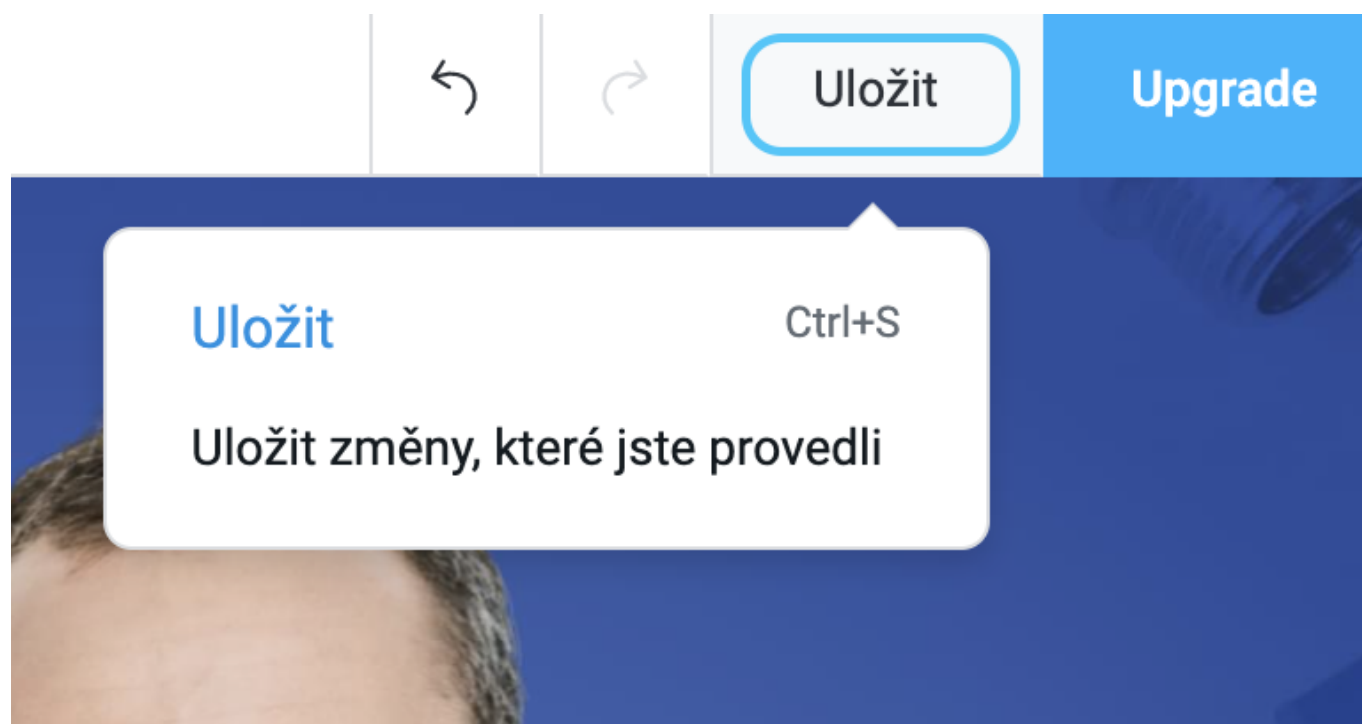 Uložit
Upgrade
Uložit
Ctrl+S
Uložit změny, které jste provedli